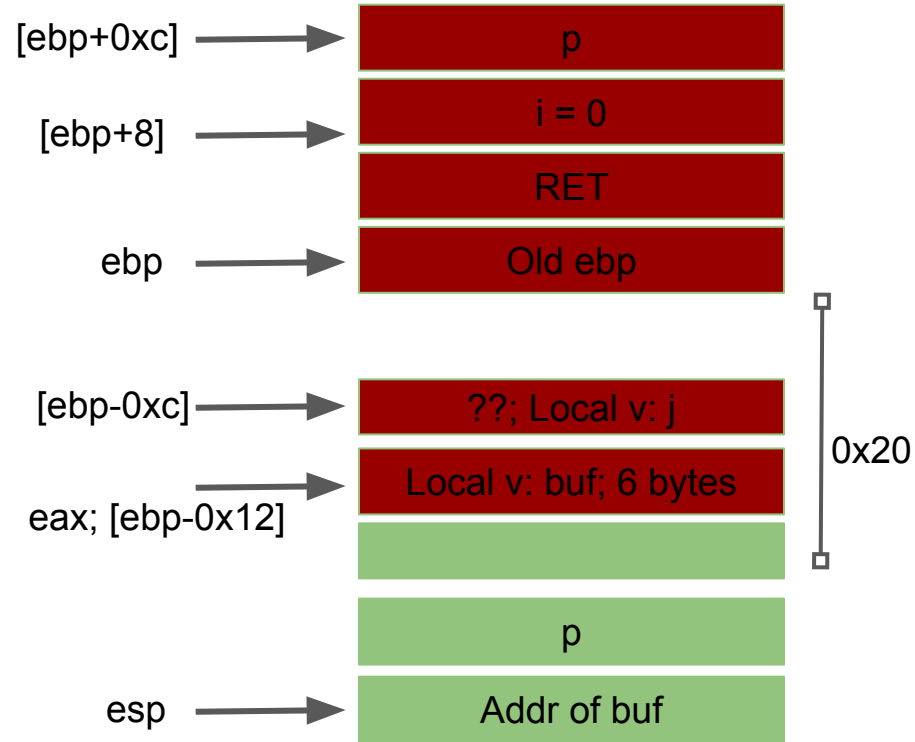 [ebp+0xc]
p
[ebp+8]
i = 0
RET
ebp
Old ebp
[ebp-0xc]
??; Local v: j
0x20
eax; [ebp-0x12]
Local v: buf; 6 bytes
p
esp
Addr of buf